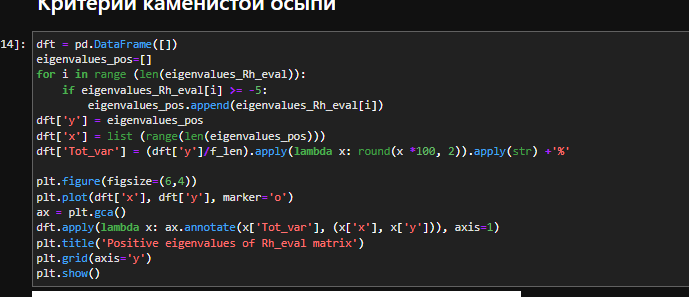 Критерий каменистой осыпи
14]:
dft = pd.DataFrame([])
eigenvalues_pos=[]
for i in range (len(eigenvalues_Rh_eval)):
    if eigenvalues_Rh_eval[i] >= -5:
        eigenvalues_pos.append(eigenvalues_Rh_eval[i])
dft['y'] = eigenvalues_pos
dft['x'] = list (range(len(eigenvalues_pos)))
dft['Tot_var'] = (dft['y']/f_len).apply(lambda x: round(x *100, 2)).apply(str) +'%'
plt.figure(figsize=(6,4))
plt.plot(dft['x'], dft['y'], marker='o')
ax = plt.gca()
dft.apply(lambda x: ax.annotate(x['Tot_var'], (x['x'], x['y'])), axis=1)
plt.title('Positive eigenvalues of Rh_eval matrix')
plt.grid(axis='y')
plt.show()